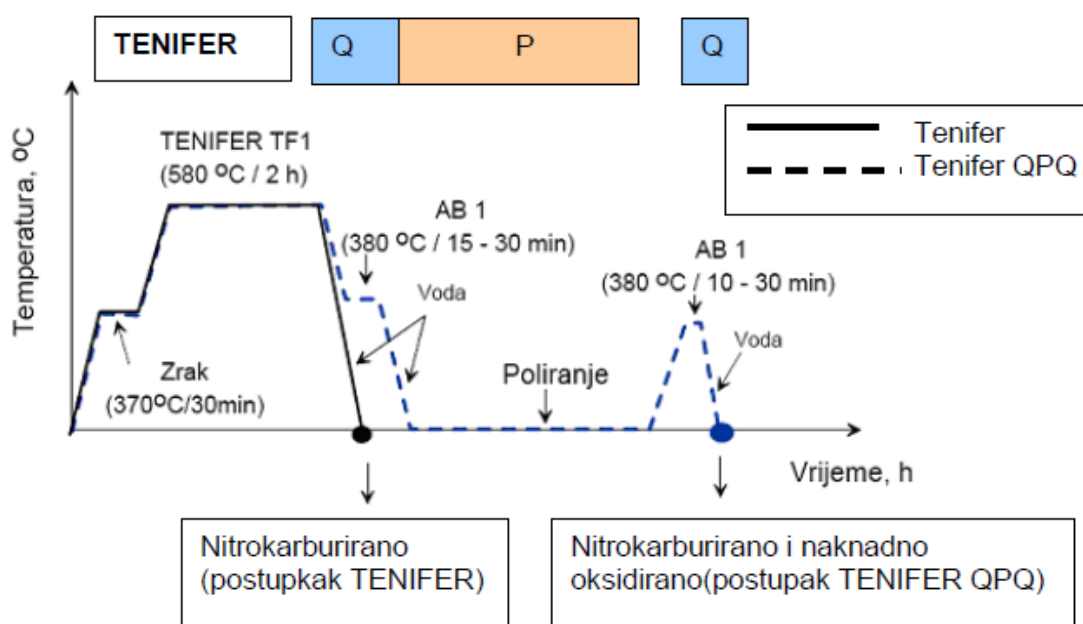 TENIFER
Q
P
Q
Temperatura, ºC
TENIFER TF1
(580 ºC / 2 h)
Tenifer
Tenifer QPQ
AB 1
(380 ºC / 15 - 30 min)
AB 1
(380 ºC / 10 - 30 min)
Voda
Voda
Zrak
(370ºC/30min)
Poliranje
Vrijeme, h
Nitrokarburirano
(postupkak TENIFER)
Nitrokarburirano i naknadno
oksidirano(postupak TENIFER QPQ)